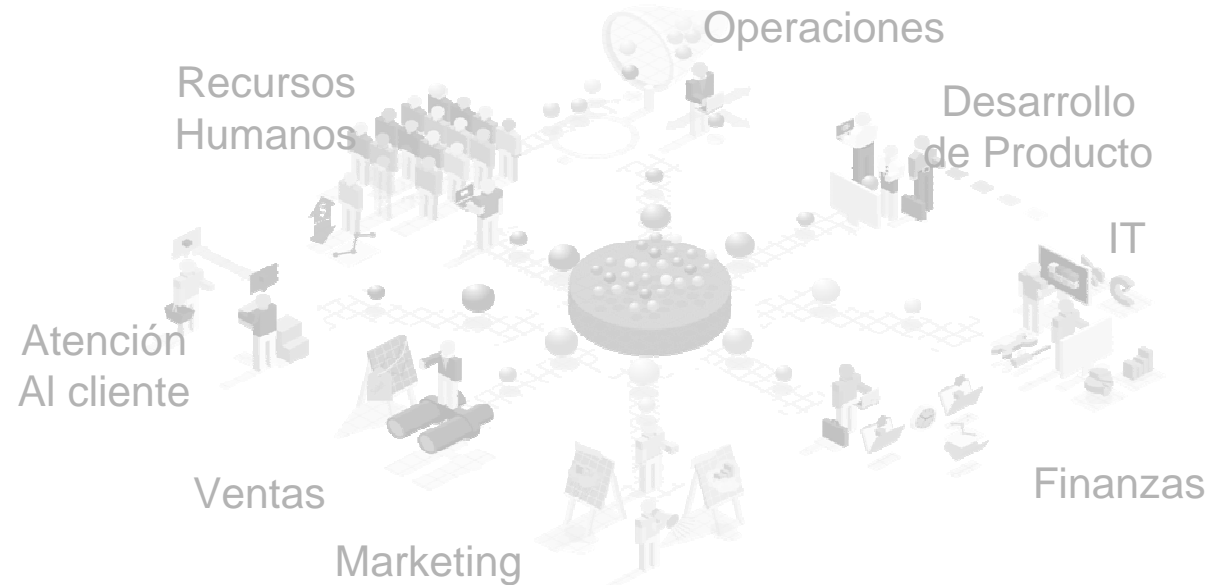 Operaciones
Recursos
Humanos
Desarrollo
de Producto
IT
Atención
Al cliente
Ventas
Finanzas
Marketing